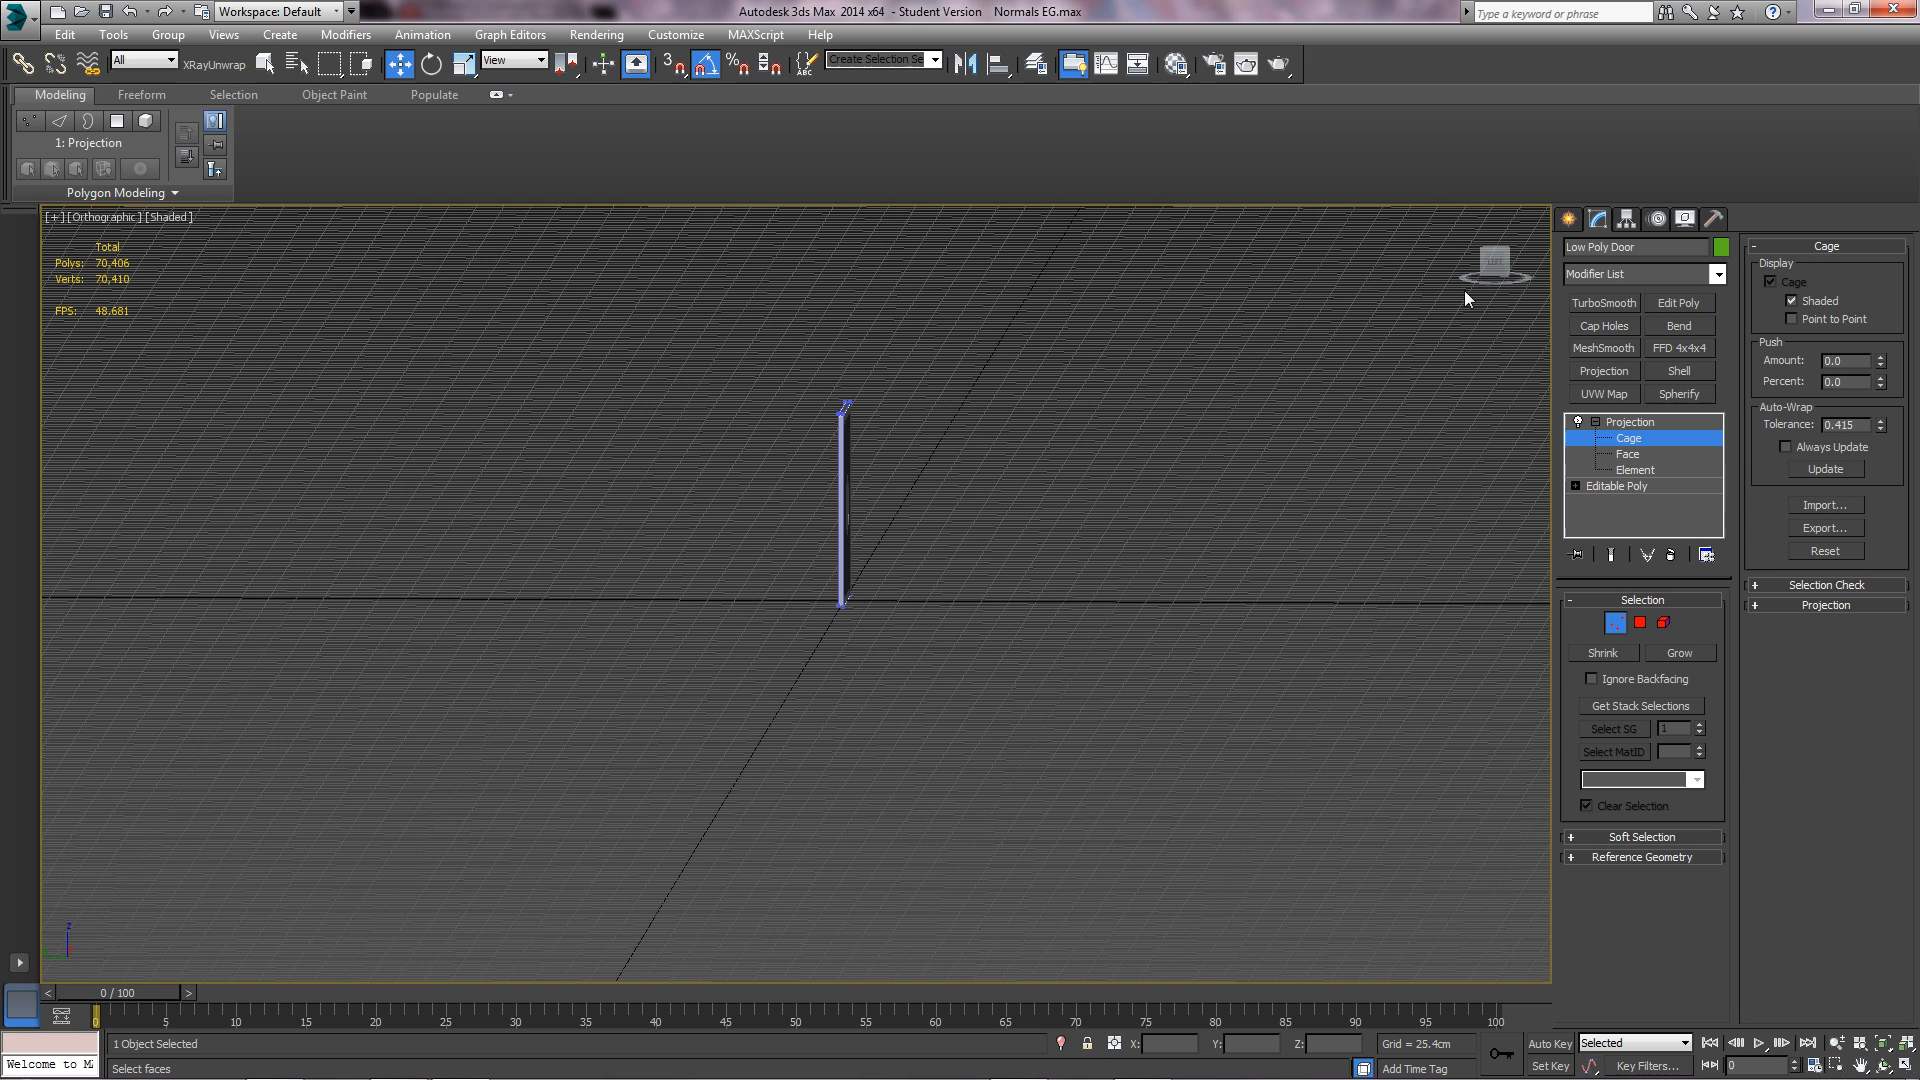 Workspace: Default
Autodesk 3ds Max 2014 x64 - Student Version Normals EG.max
Type a keyword or phrase
Edit Tools Group Views Create Modifiers Animation Graph Editors Rendering Customize MAXScript Help
All
XRayUnwrap
View
3
ABC
Create Selection Se
Modeling Freeform Selection Object Paint Populate
1: Projection
Polygon Modeling
[+] [Orthographic] [Shaded]
Total
Polys: 70,406
Verts: 70,410
FPS: 48.681
LEFT
Low Poly Door
Modifier List
TurboSmooth Edit Poly
Cap Holes Bend
MeshSmooth FFD 4x4x4
Projection Shell
UVW Map Spherify
Projection
Cage
Face
Element
Editable Poly
Selection
Shrink Grow
Ignore Backfacing
Get Stack Selections
Select SG 1
Select MatID
Clear Selection
Soft Selection
Reference Geometry
Cage
Display
Cage
Shaded
Point to Point
Push
Amount: 0.0
Percent: 0.0
Auto-Wrap
Tolerance: 0.415
Always Update
Update
Import...
Export...
Reset
Selection Check
Projection
z
0 / 100
0 5 10 15 20 25 30 35 40 45 50 55 60 65 70 75 80 85 90 95 100
1 Object Selected X: Y: Z: Grid = 25.4cm Auto Key Selected
Welcome to M Select faces Add Time Tag Set Key Key Filters... 0